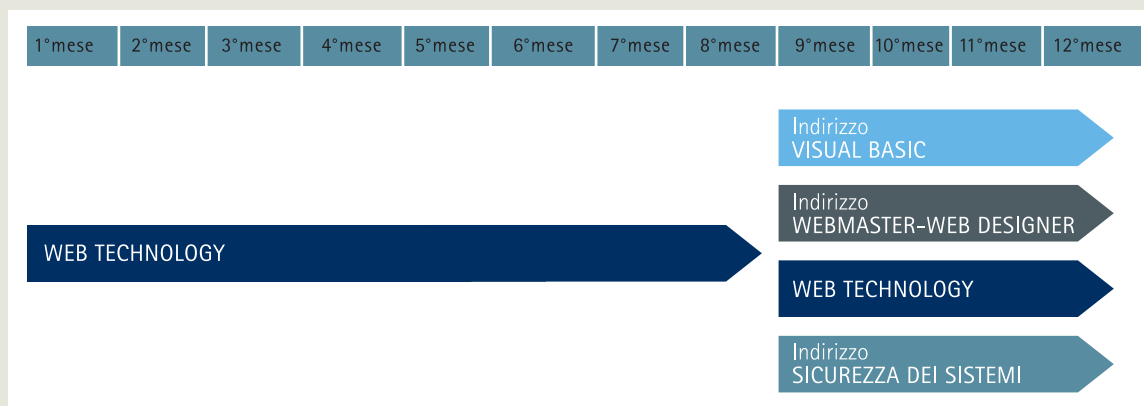 1°mese 2°mese 3°mese 4°mese 5°mese 6°mese 7°mese 8°mese 9°mese 10°mese 11°mese 12°mese
Indirizzo
VISUAL BASIC
Indirizzo
WEBMASTER-WEB DESIGNER
WEB TECHNOLOGY
WEB TECHNOLOGY
Indirizzo
SICUREZZA DEI SISTEMI